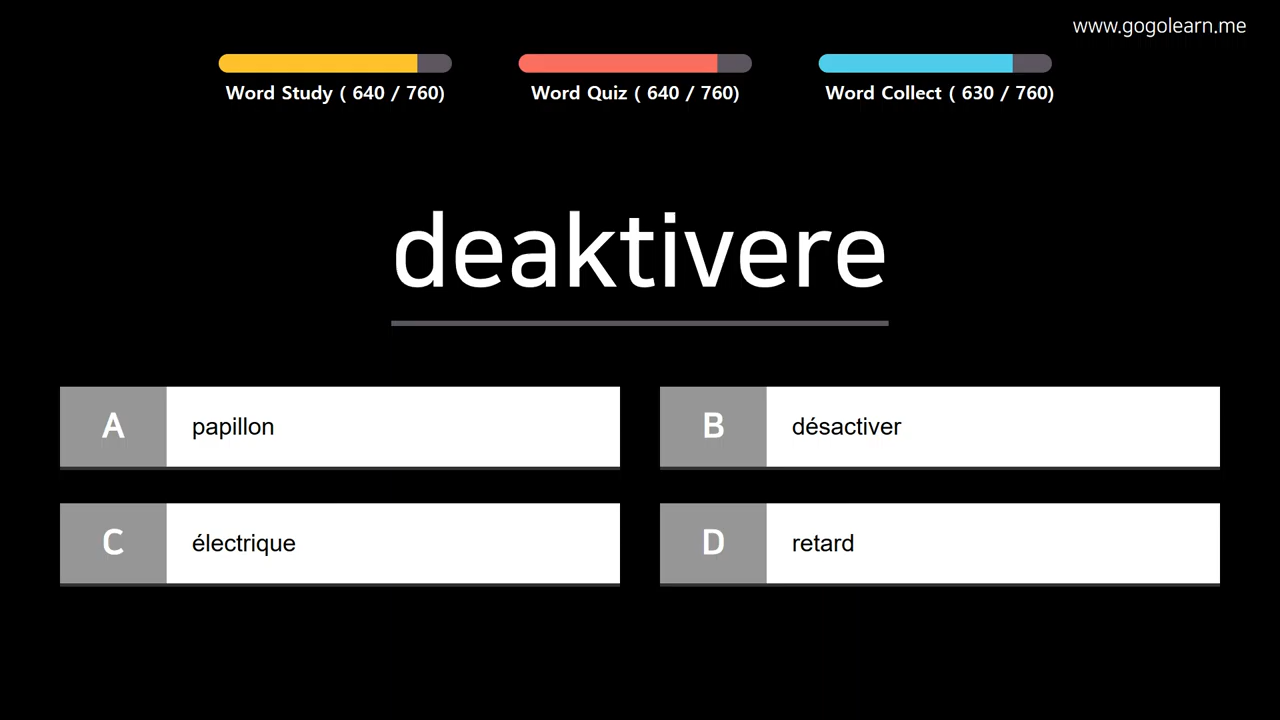 www.gogolearn.me
Word Study ( 640 / 760)
Word Quiz ( 640 / 760)
Word Collect ( 630 / 760)
deaktivere
A
papillon
B
désactiver
C
électrique
D
retard